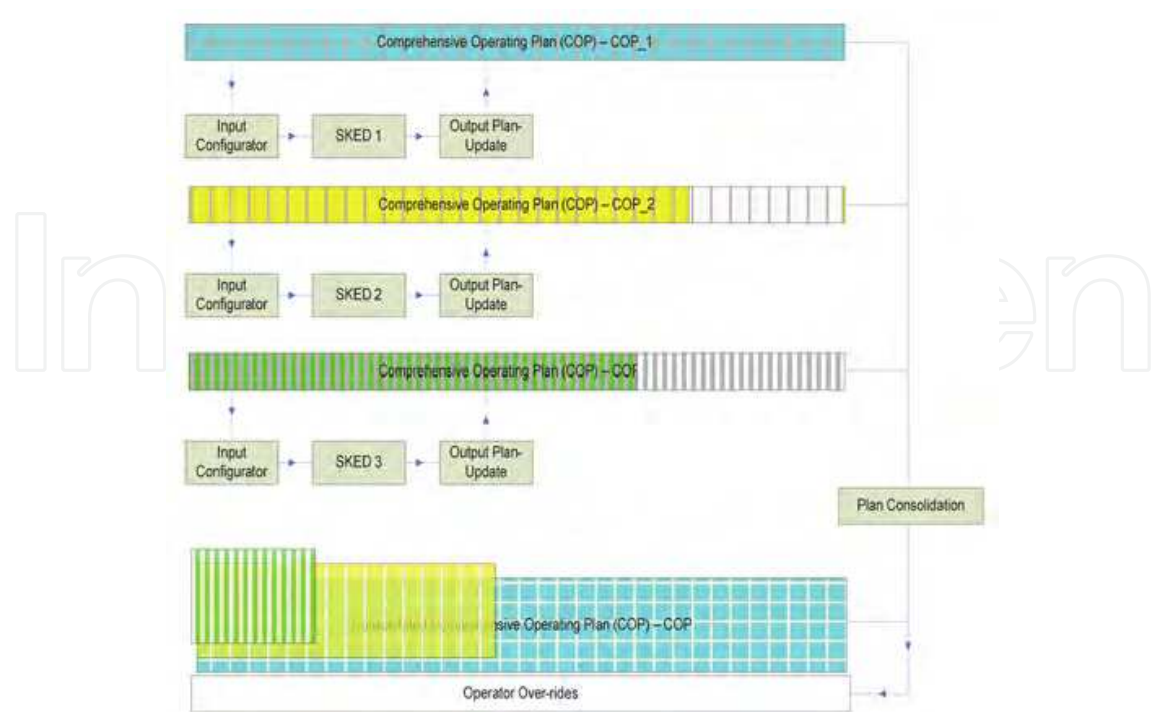 Comprehensive Operating Plan (COP) – COP_1
Input
Configurator
SKED 1
Output Plan-
Update
Comprehensive Operating Plan (COP) – COP_2
Input
Configurator
SKED 2
Output Plan-
Update
Comprehensive Operating Plan (COP) – COP
Input
Configurator
SKED 3
Output Plan-
Update
Plan Consolidation
sive Operating Plan (COP) – COP
Operator Over-rides
In
en